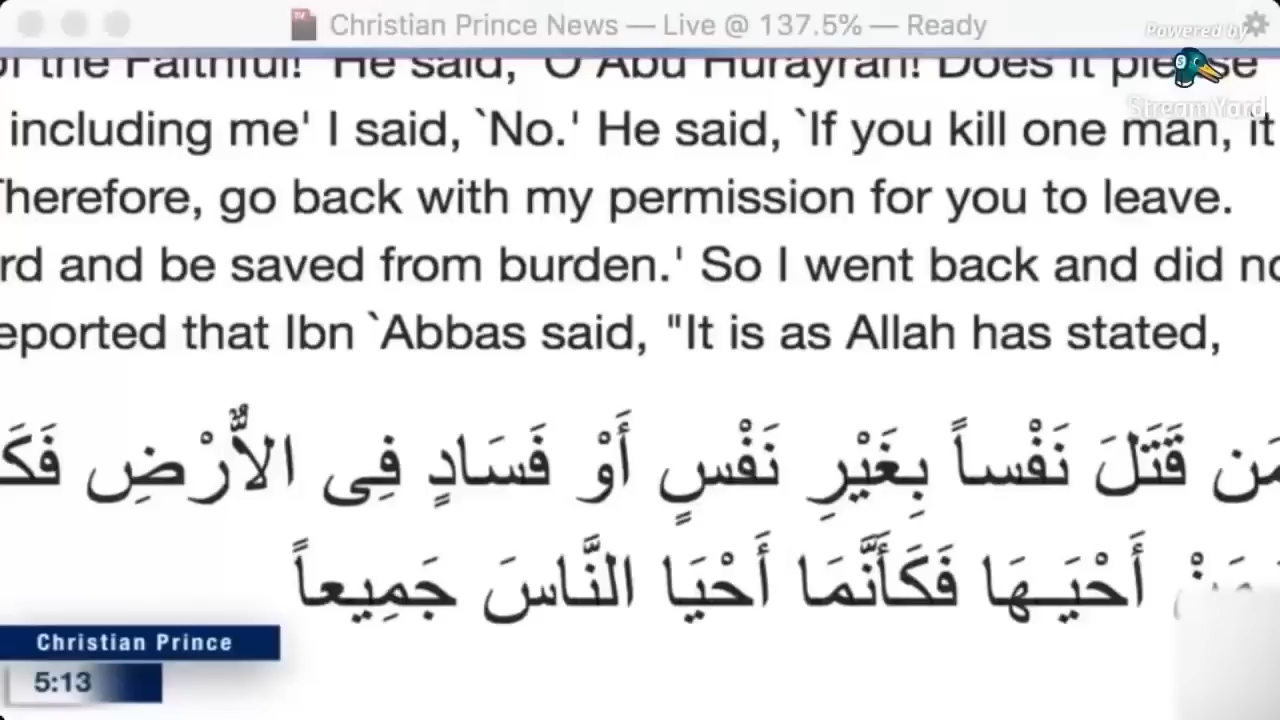 Christian Prince News — Live @ 137.5% — Ready
Powered by
StreamYard
of the Faithful! He said, `O Abu Hurayrah! Does it please
including me' I said, `No.' He said, `If you kill one man, it
Therefore, go back with my permission for you to leave.
rd and be saved from burden.' So I went back and did no
eported that Ibn `Abbas said, "It is as Allah has stated,
مَن قَتَلَ نَفْساً بِغَيْرِ نَفْسٍ أَوْ فَسَادٍ فِى الاٌّرْضِ فَكَ
مَنْ أَحْيَـهَا فَكَأَنَّمَا أَحْيَا النَّاسَ جَمِيعاً
Christian Prince
5:13